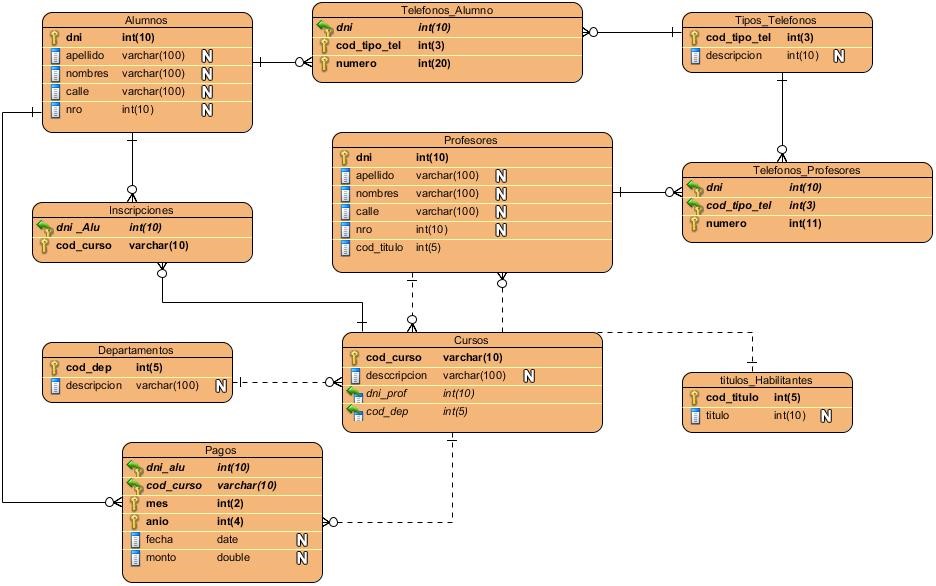 Alumnos
dni int(10)
apellido varchar(100) N
nombres varchar(100) N
calle varchar(100) N
nro int(10) N
Telefonos_Alumno
dni int(10)
cod_tipo_tel int(3)
numero int(20)
Tipos_Telefonos
cod_tipo_tel int(3)
descripcion int(10) N
Profesores
dni int(10)
apellido varchar(100) N
nombres varchar(100) N
calle varchar(100) N
nro int(10) N
cod_titulo int(5)
Telefonos_Profesores
dni int(10)
cod_tipo_tel int(3)
numero int(11)
Inscripciones
dni _Alu int(10)
cod_curso varchar(10)
Departamentos
cod_dep int(5)
descripcion varchar(100) N
Cursos
cod_curso varchar(10)
desccripcion varchar(100) N
dni_prof int(10)
cod_dep int(5)
titulos_Habilitantes
cod_titulo int(5)
titulo int(10) N
Pagos
dni_alu int(10)
cod_curso varchar(10)
mes int(2)
anio int(4)
fecha date N
monto double N